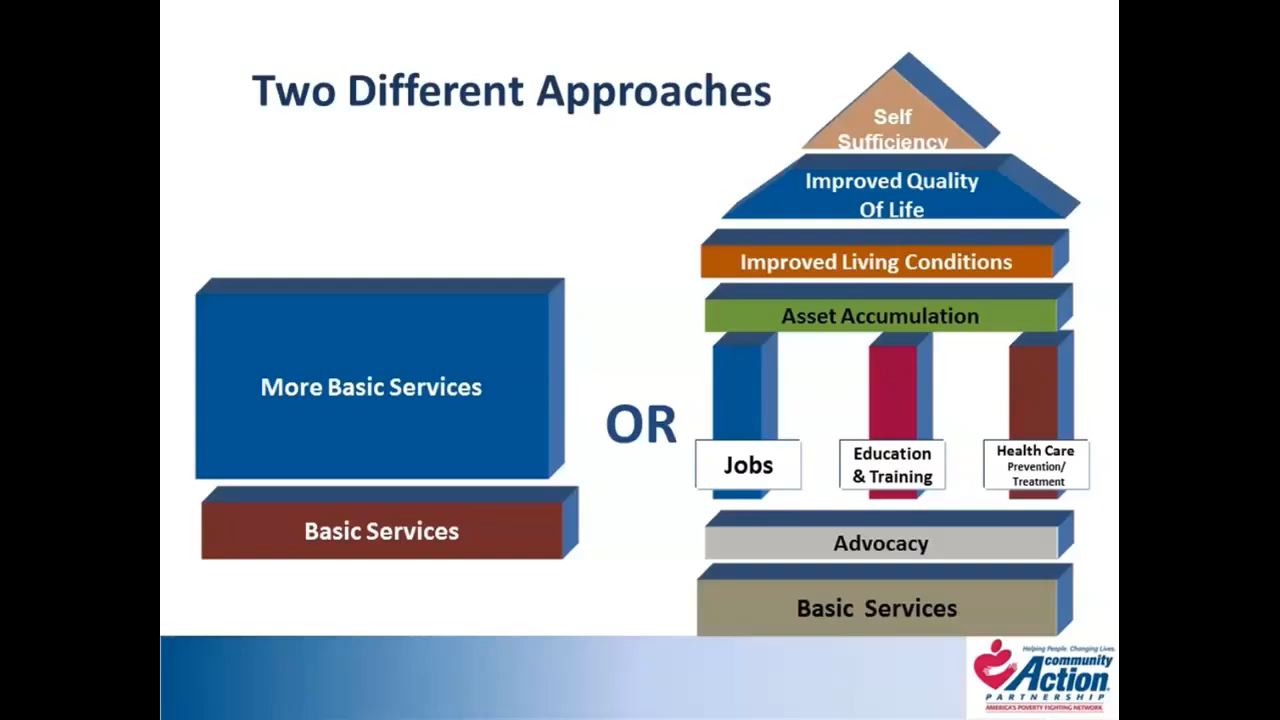 Two Different Approaches
More Basic Services
Basic Services
OR
Self
Sufficiency
Improved Quality
Of Life
Improved Living Conditions
Asset Accumulation
Jobs
Education
& Training
Health Care
Prevention/
Treatment
Advocacy
Basic Services
Helping People. Changing Lives.
community
Action
PARTNERSHIP
AMERICA'S POVERTY FIGHTING NETWORK